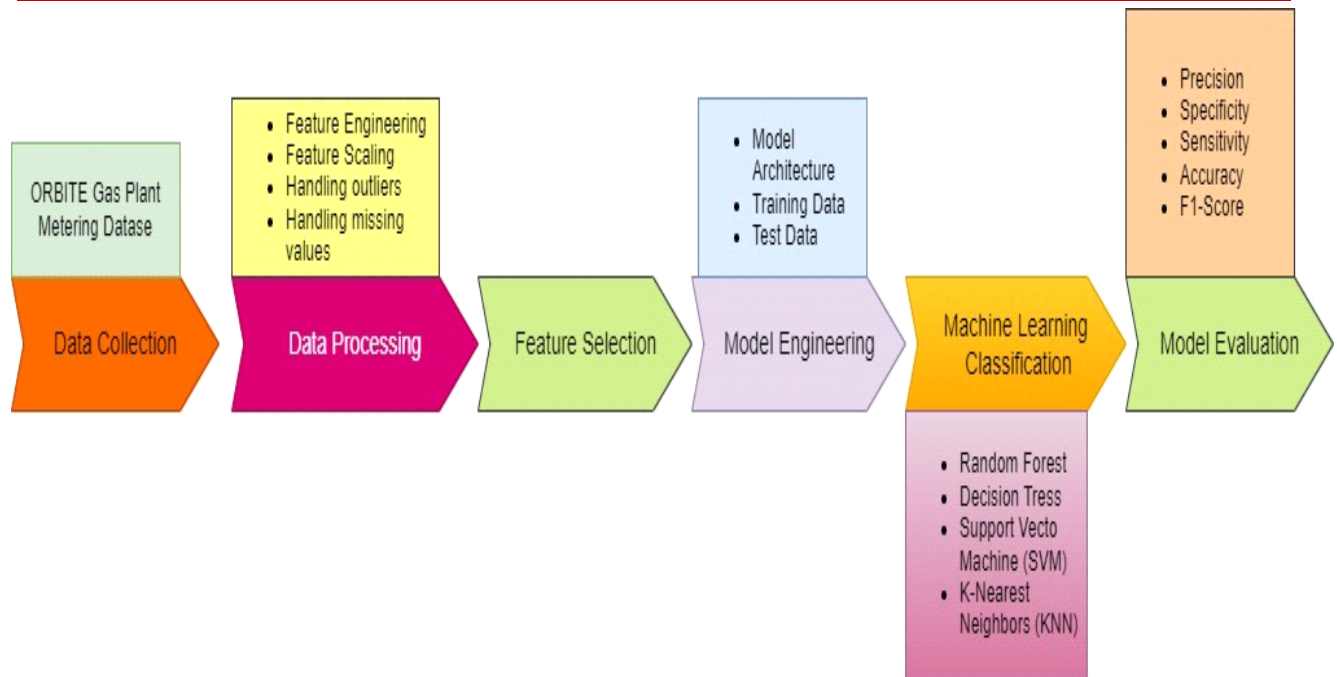 ORBITE Gas Plant
Metering Datase
Data Collection
• Feature Engineering
• Feature Scaling
• Handling outliers
• Handling missing
values
Data Processing
Feature Selection
• Model
Architecture
• Training Data
• Test Data
Model Engineering
Machine Learning
Classification
• Random Forest
• Decision Tress
• Support Vecto
Machine (SVM)
• K-Nearest
Neighbors (KNN)
• Precision
• Specificity
• Sensitivity
• Accuracy
• F1-Score
Model Evaluation